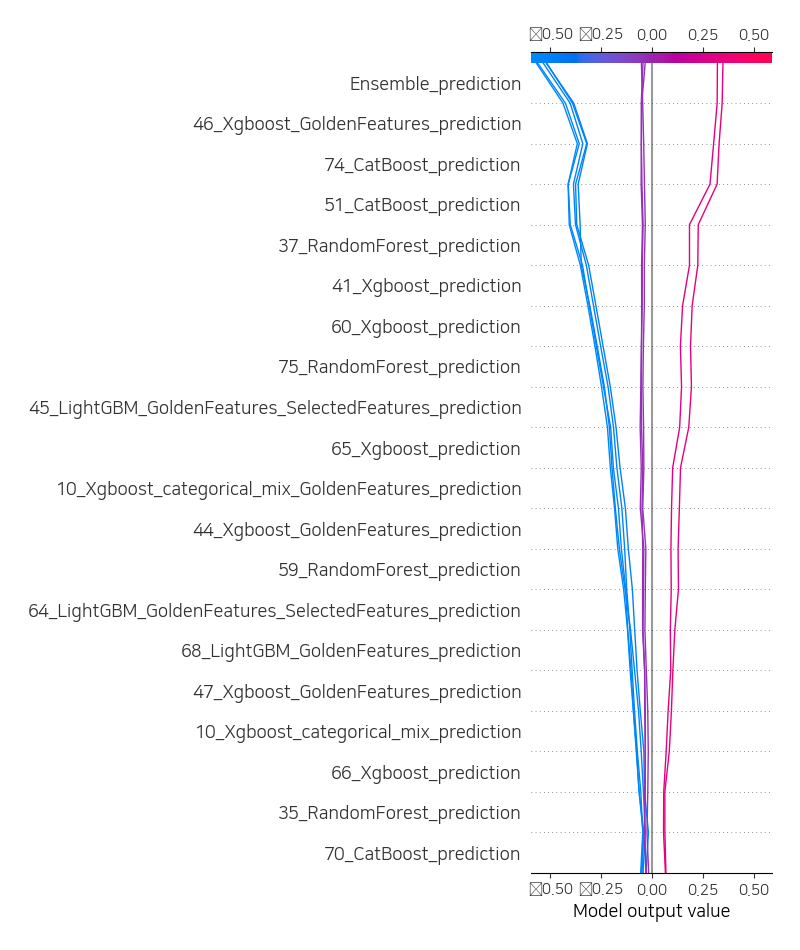 0.50 0.25 0.00 0.25 0.50
Ensemble_prediction
46_Xgboost_GoldenFeatures_prediction
74_CatBoost_prediction
51_CatBoost_prediction
37_RandomForest_prediction
41_Xgboost_prediction
60_Xgboost_prediction
75_RandomForest_prediction
45_LightGBM_GoldenFeatures_SelectedFeatures_prediction
65_Xgboost_prediction
10_Xgboost_categorical_mix_GoldenFeatures_prediction
44_Xgboost_GoldenFeatures_prediction
59_RandomForest_prediction
64_LightGBM_GoldenFeatures_SelectedFeatures_prediction
68_LightGBM_GoldenFeatures_prediction
47_Xgboost_GoldenFeatures_prediction
10_Xgboost_categorical_mix_prediction
66_Xgboost_prediction
35_RandomForest_prediction
70_CatBoost_prediction
0.50 0.25 0.00 0.25 0.50
Model output value